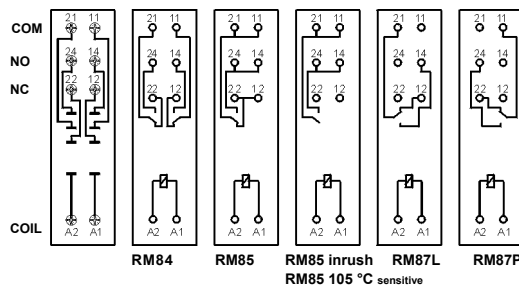 COM 21 11 21 11 21 11 21 11 21 11 21 11
NO 24 14 24 14 24 14 24 14 24 14 24 14
NC 22 12 22 12 22 12 22 12 22 12 22 12
COIL A2 A1 A2 A1 A2 A1 A2 A1 A2 A1 A2 A1
RM84 RM85 RM85 inrush RM87L RM87P
RM85 105 °C sensitive